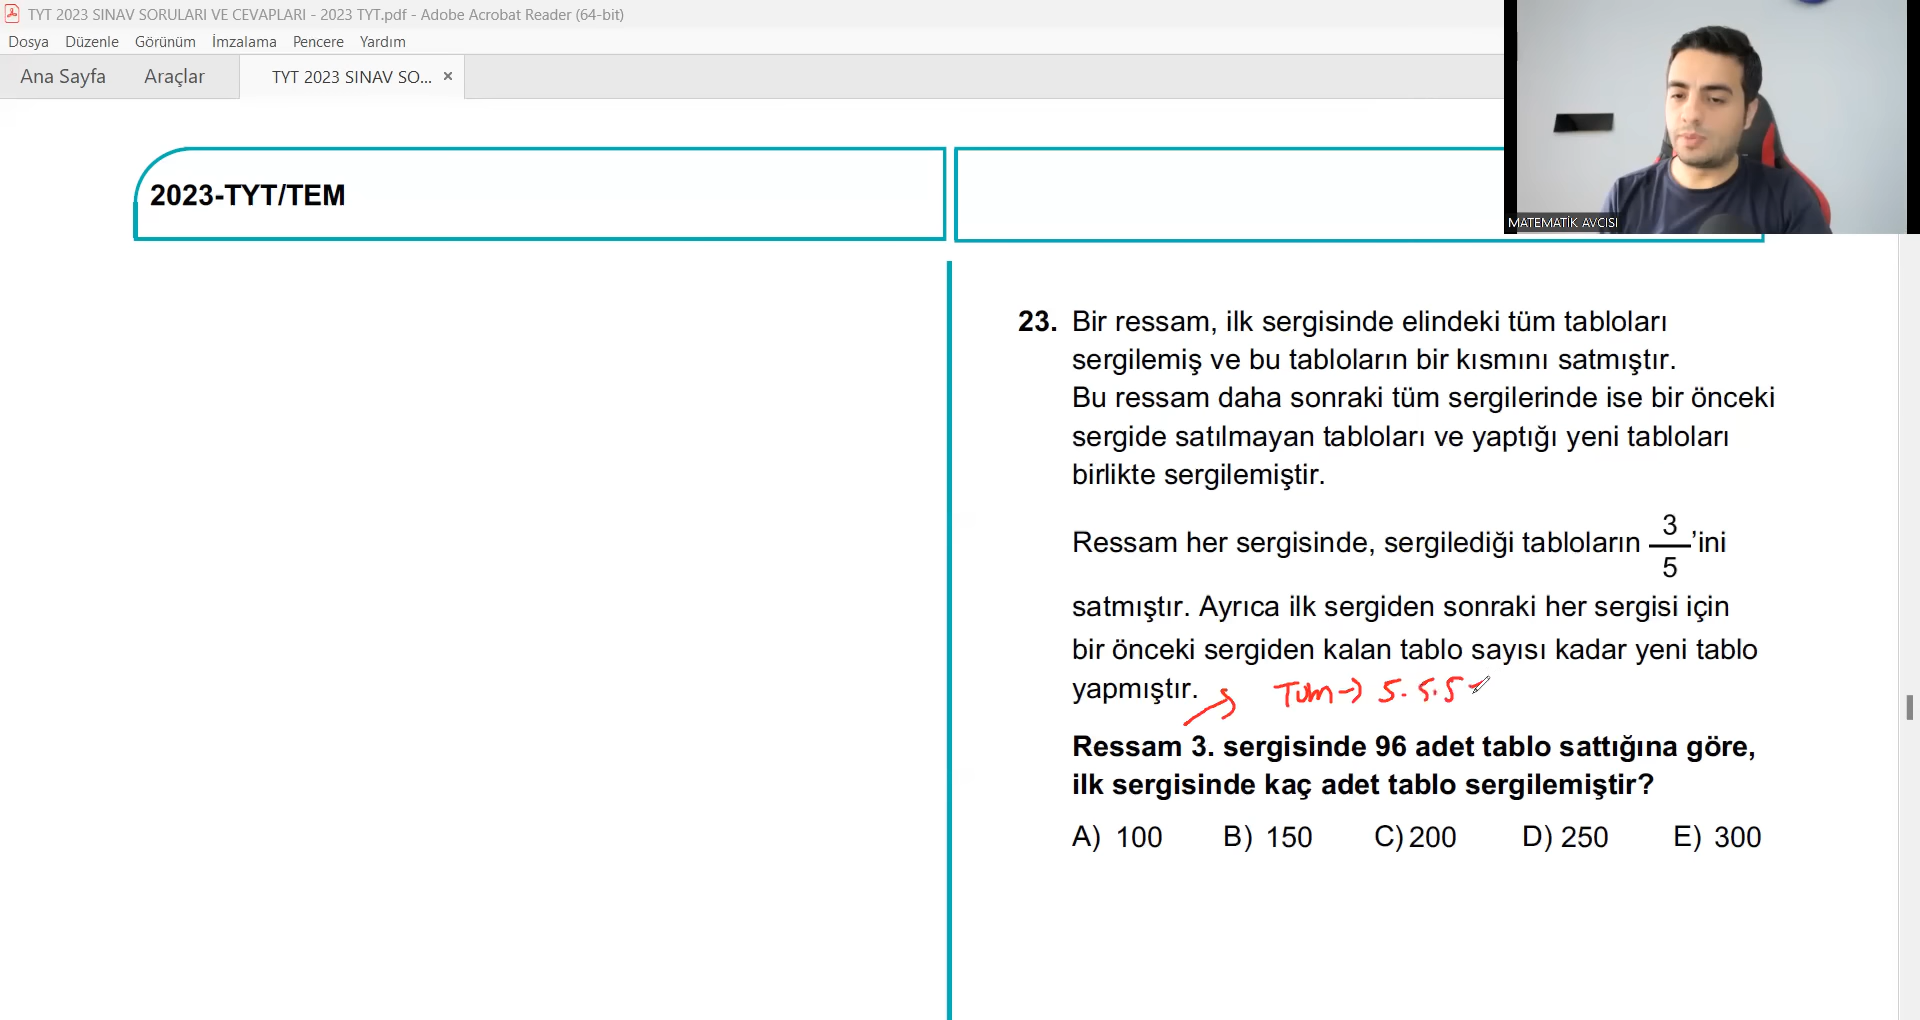 TYT 2023 SINAV SORULARI VE CEVAPLARI - 2023 TYT.pdf - Adobe Acrobat Reader (64-bit)
Dosya Düzenle Görünüm İmzalama Pencere Yardım
Ana Sayfa Araçlar TYT 2023 SINAV SO... ×
MATEMATİK AVCISI
2023-TYT/TEM
23. Bir ressam, ilk sergisinde elindeki tüm tabloları
sergilemiş ve bu tabloların bir kısmını satmıştır.
Bu ressam daha sonraki tüm sergilerinde ise bir önceki
sergide satılmayan tabloları ve yaptığı yeni tabloları
birlikte sergilemiştir.
Ressam her sergisinde, sergilediği tabloların 3/5'ini
satmıştır. Ayrıca ilk sergiden sonraki her sergisi için
bir önceki sergiden kalan tablo sayısı kadar yeni tablo
yapmıştır.
Tüm → 5.5.5
Ressam 3. sergisinde 96 adet tablo sattığına göre,
ilk sergisinde kaç adet tablo sergilemiştir?
A) 100 B) 150 C) 200 D) 250 E) 300